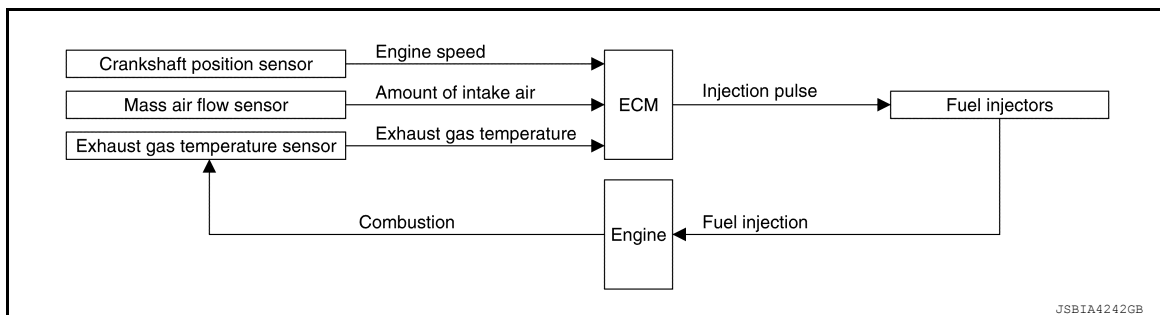 Crankshaft position sensor
Engine speed
Mass air flow sensor
Amount of intake air
Exhaust gas temperature sensor
Exhaust gas temperature
ECM
Injection pulse
Fuel injectors
Combustion
Engine
Fuel injection
JSBIA4242GB